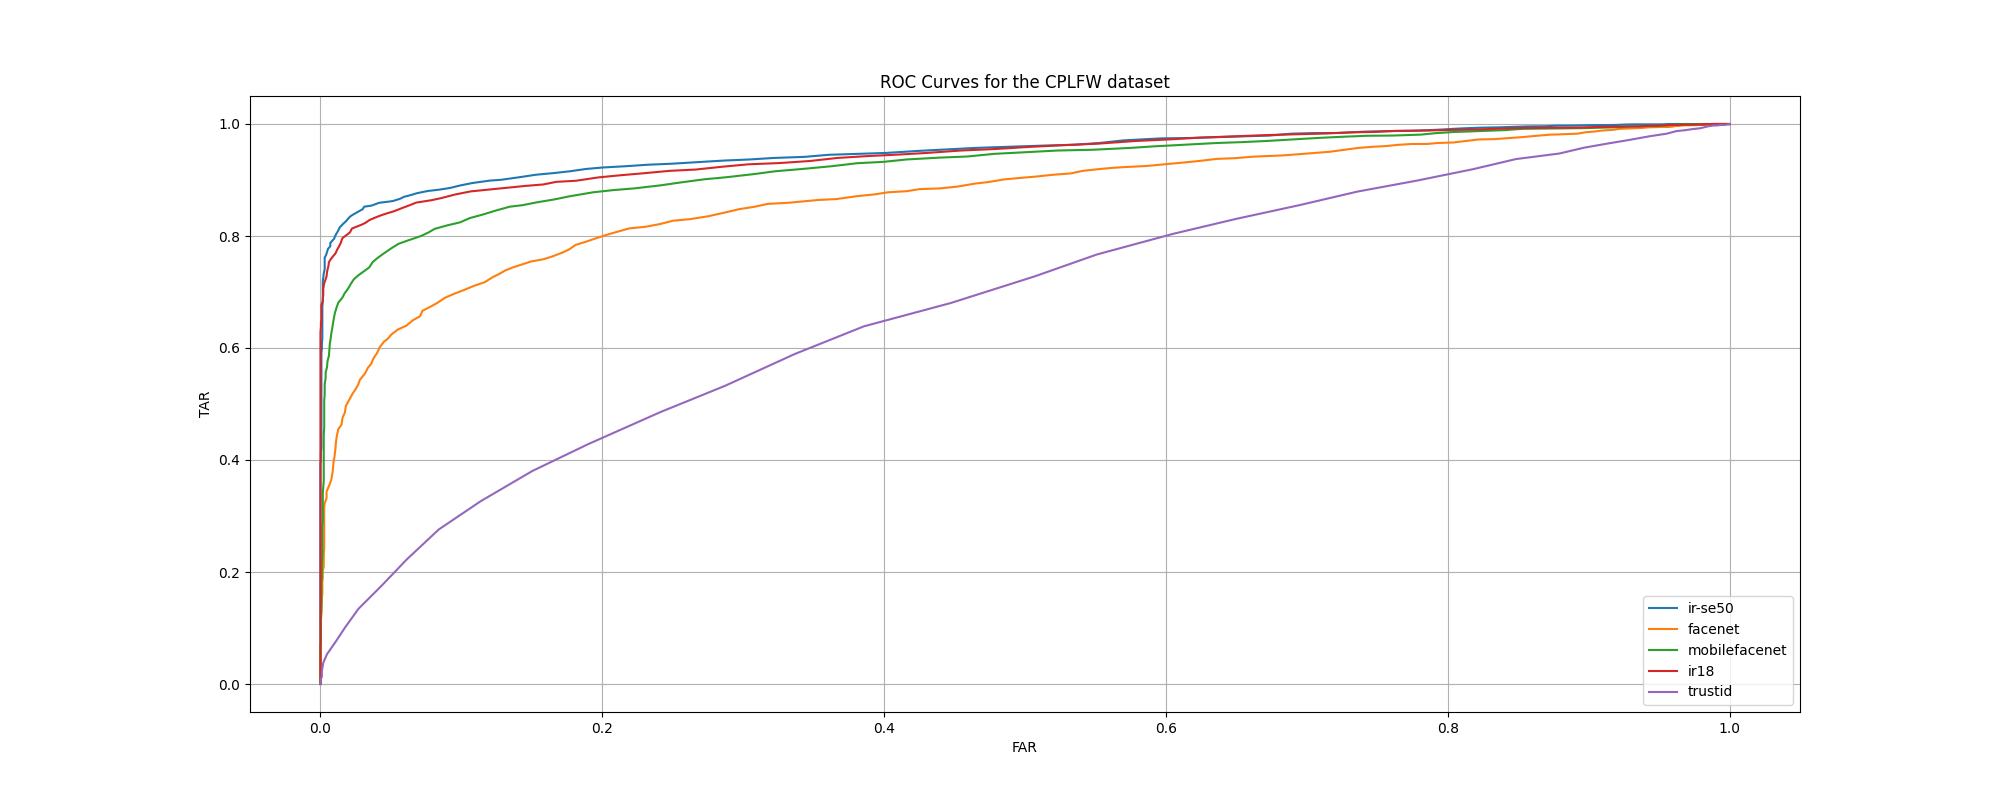 ROC Curves for the CPLFW dataset
1.0
0.8
0.6
0.4
0.2
0.0
TAR
0.0 0.2 0.4 0.6 0.8 1.0
FAR
ir-se50
facenet
mobilefacenet
ir18
trustid